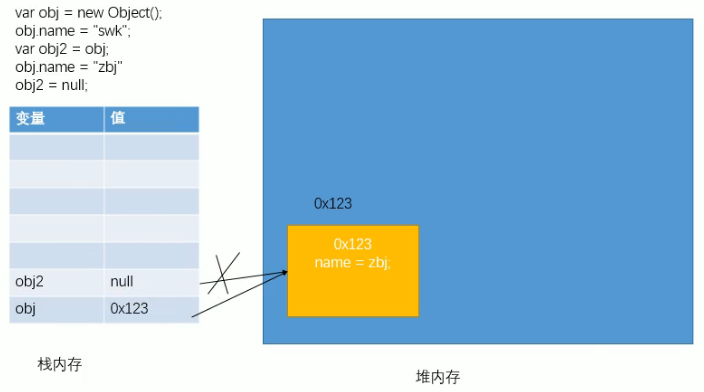 var obj = new Object();
obj.name = "swk";
var obj2 = obj;
obj.name = "zbj"
obj2 = null;
变量 值
obj2 null
obj 0x123
栈内存
0x123
0x123
name = zbj;
堆内存